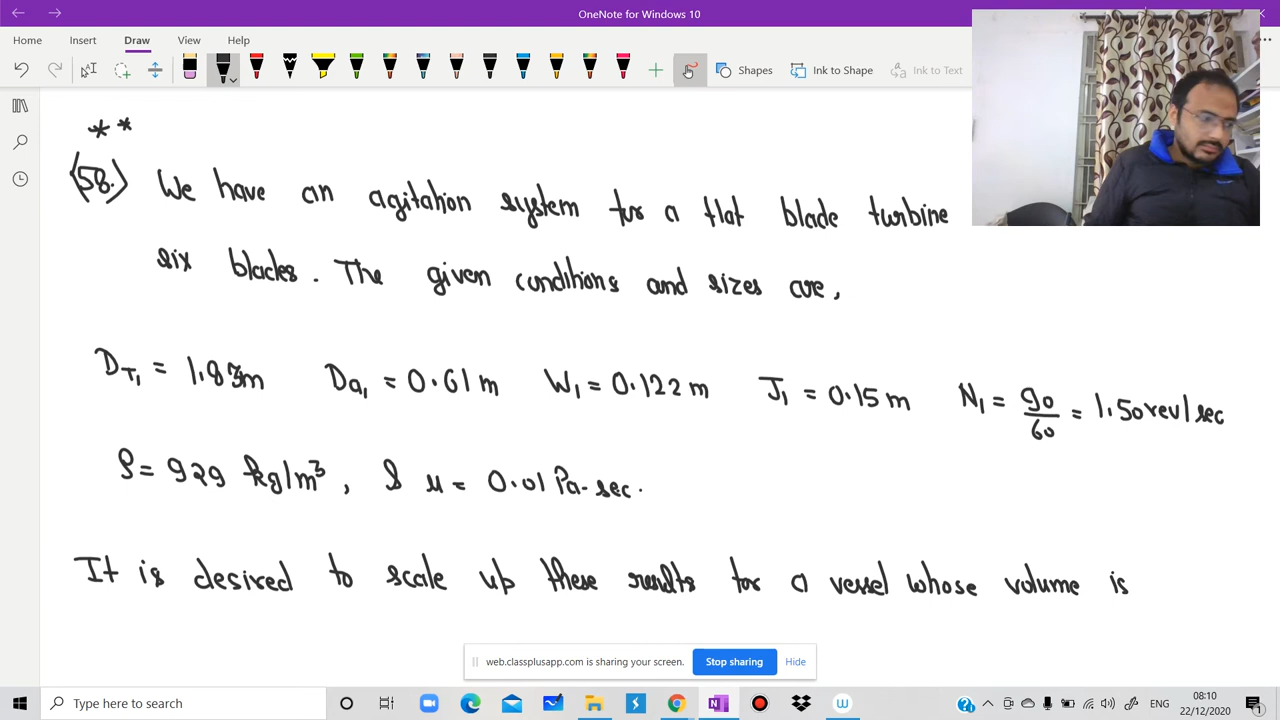 OneNote for Windows 10
Home Insert Draw View Help
Shapes Ink to Shape Ink to Text
**
(58.) We have an agitation system for a flat blade turbine
six blades. The given conditions and sizes are,
DT1 = 1.83m Da1 = 0.61 m W1 = 0.122 m J1 = 0.15 m N1 = 90/60 = 1.50 rev/sec
ρ = 929 kg/m³, & μ = 0.01 Pa-sec.
It is desired to scale up these results for a vessel whose volume is
web.classplusapp.com is sharing your screen. Stop sharing Hide
Type here to search
ENG
08:10
22/12/2020
1